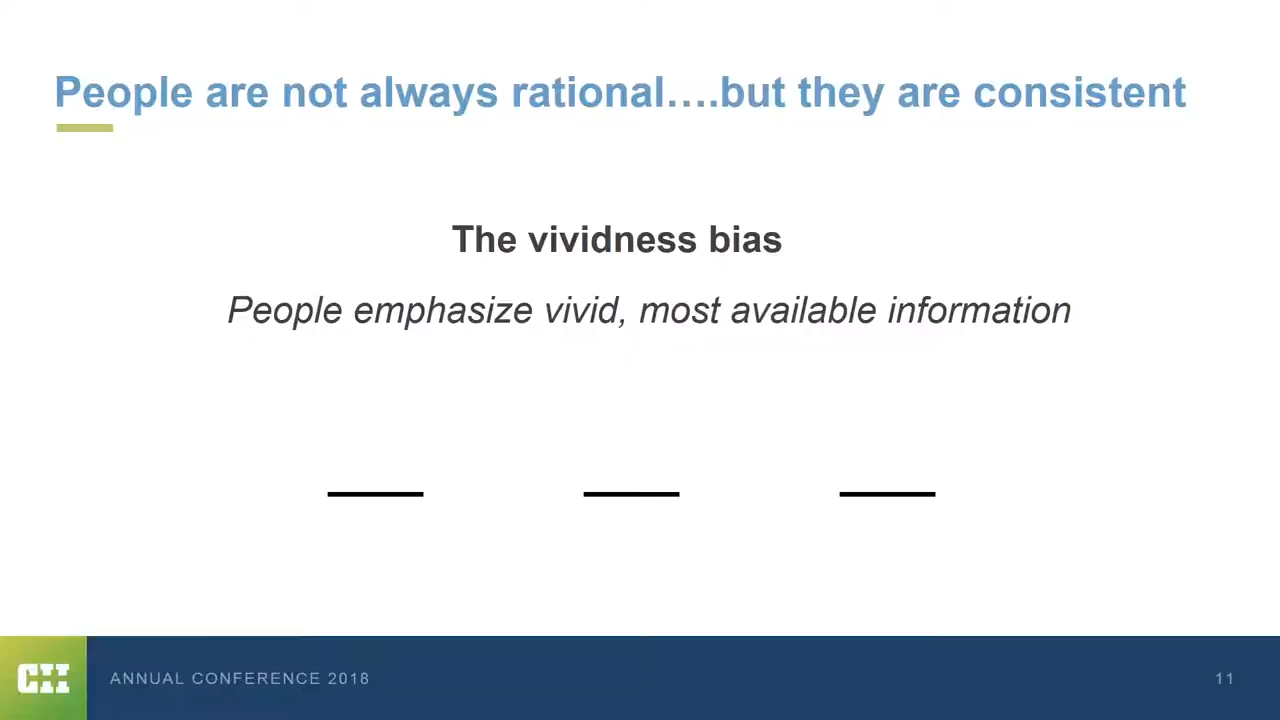 People are not always rational….but they are consistent
The vividness bias
People emphasize vivid, most available information
CII
ANNUAL CONFERENCE 2018
11